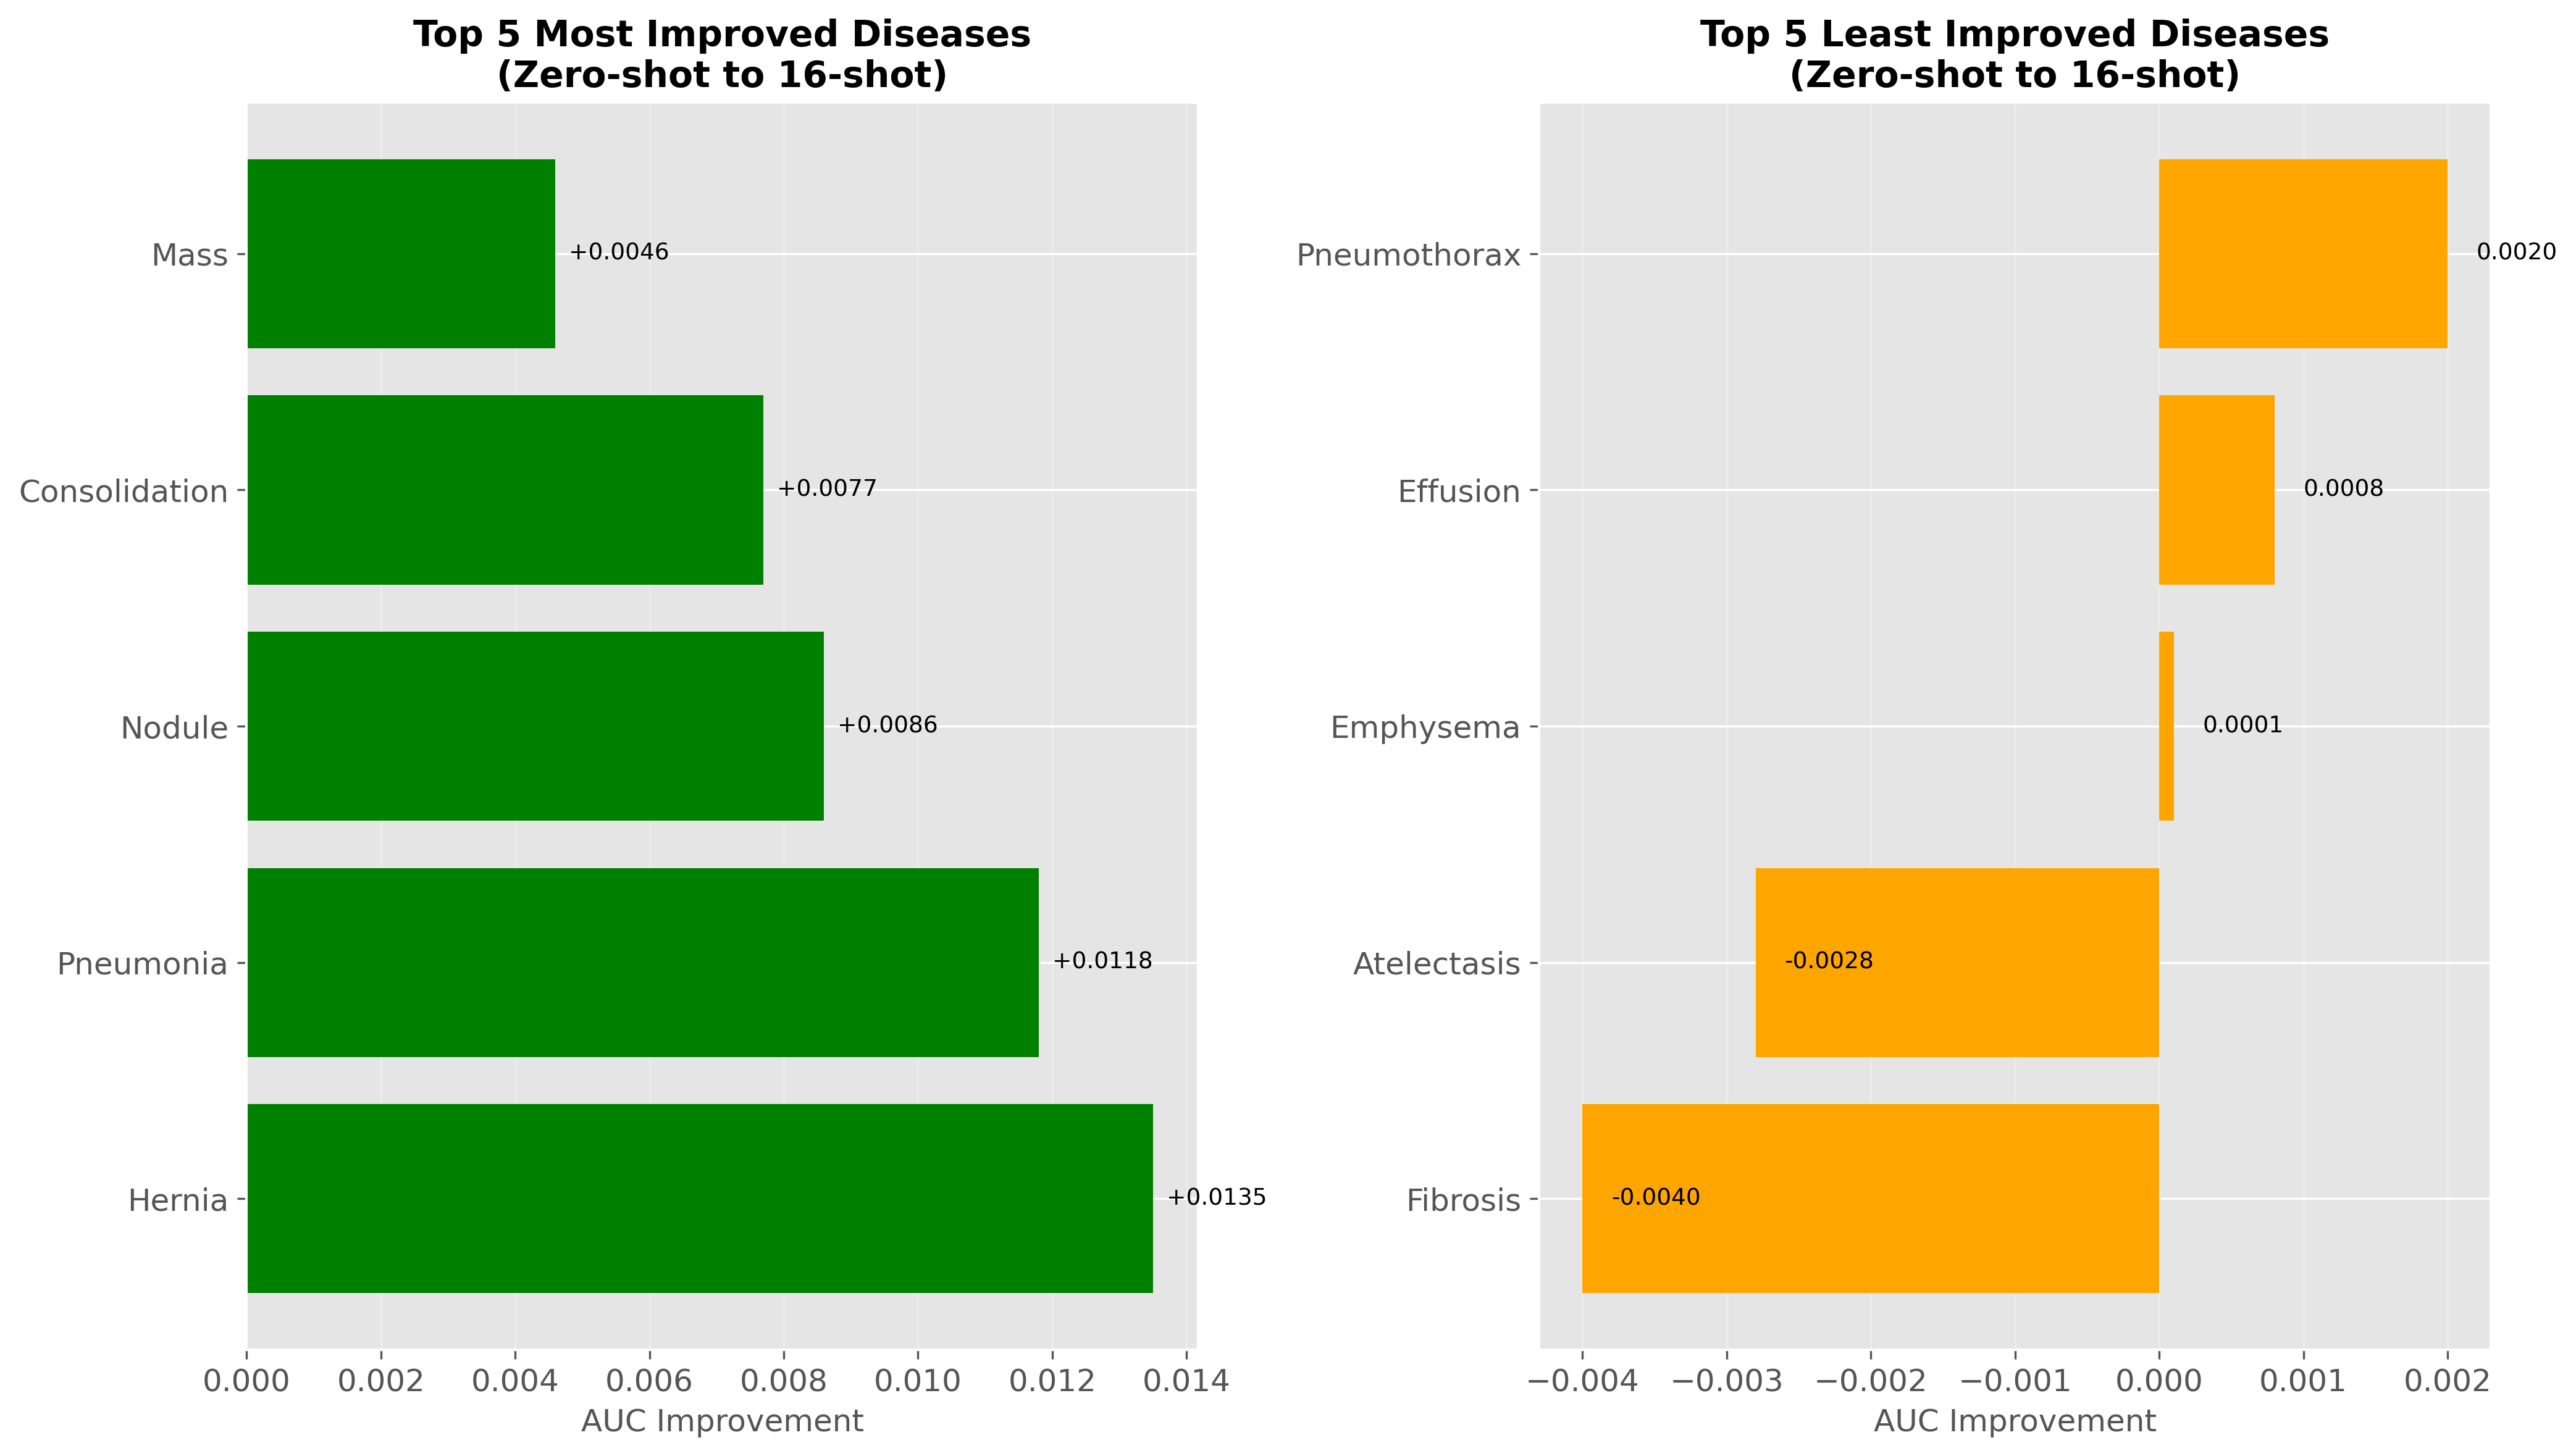 Top 5 Most Improved Diseases
(Zero-shot to 16-shot)
Mass
+0.0046
Consolidation
+0.0077
Nodule
+0.0086
Pneumonia
+0.0118
Hernia
+0.0135
0.000 0.002 0.004 0.006 0.008 0.010 0.012 0.014
AUC Improvement
Top 5 Least Improved Diseases
(Zero-shot to 16-shot)
Pneumothorax
0.0020
Effusion
0.0008
Emphysema
0.0001
Atelectasis
-0.0028
Fibrosis
-0.0040
−0.004 −0.003 −0.002 −0.001 0.000 0.001 0.002
AUC Improvement